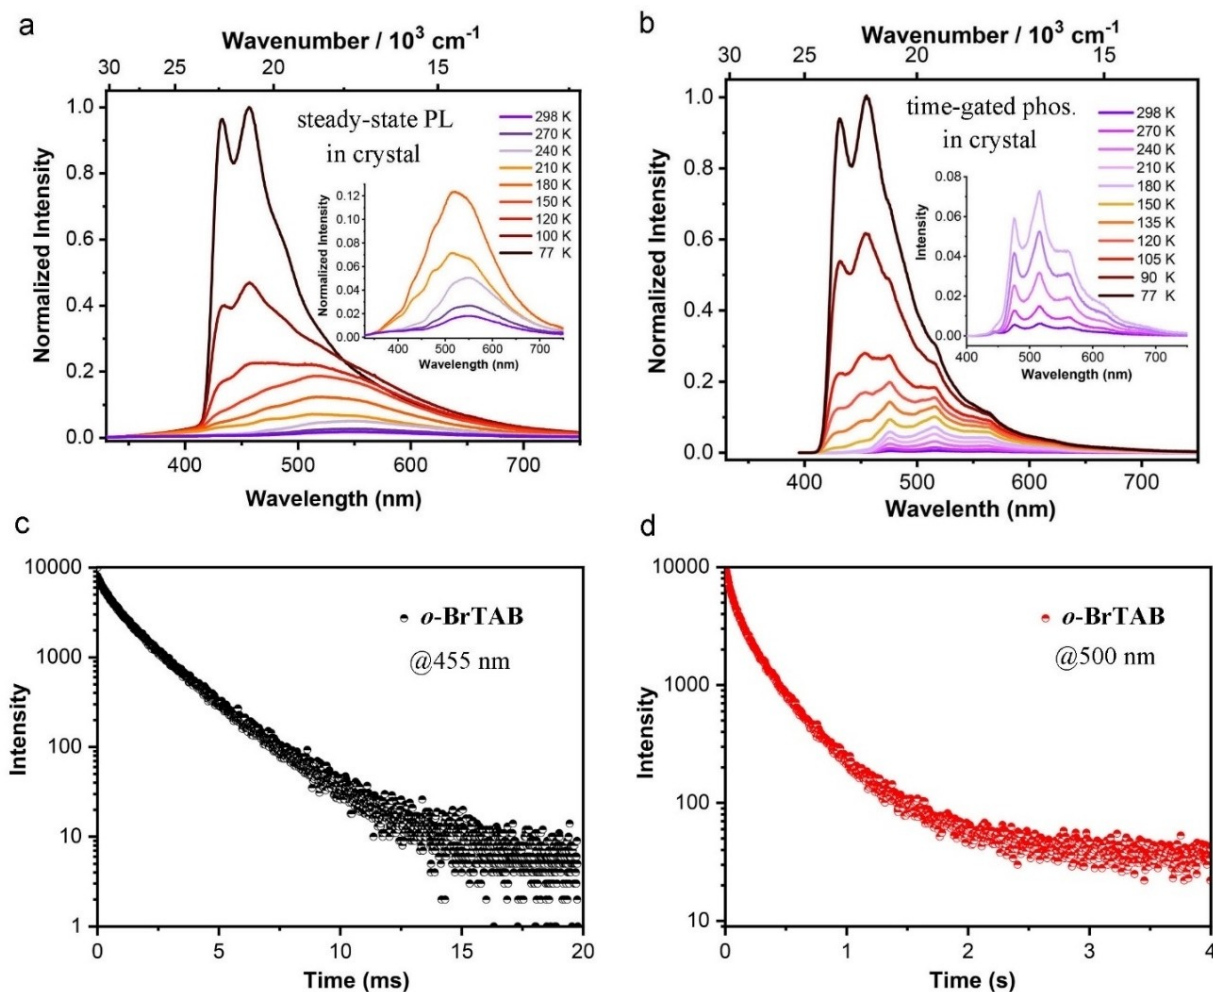 a
Wavenumber / 10³ cm⁻¹
30 25 20 15
1.0
0.8
0.6
0.4
0.2
0.0
Normalized Intensity
steady-state PL
in crystal
298 K
270 K
240 K
210 K
180 K
150 K
120 K
100 K
77 K
0.12
0.09
0.06
0.04
0.02
0.00
Normalized Intensity
400 500 600 700
Wavelength (nm)
400 500 600 700
Wavelength (nm)
b
Wavenumber / 10³ cm⁻¹
30 25 20 15
1.0
0.8
0.6
0.4
0.2
0.0
Normalized Intensity
time-gated phos.
in crystal
298 K
270 K
240 K
210 K
180 K
150 K
135 K
120 K
105 K
90 K
77 K
0.08
0.06
0.04
0.02
0.00
Intensity
400 500 600 700
Wavelength (nm)
400 500 600 700
Wavelenth (nm)
c
10000
1000
100
10
1
Intensity
o-BrTAB
@455 nm
0 5 10 15 20
Time (ms)
d
10000
1000
100
10
Intensity
o-BrTAB
@500 nm
0 1 2 3 4
Time (s)